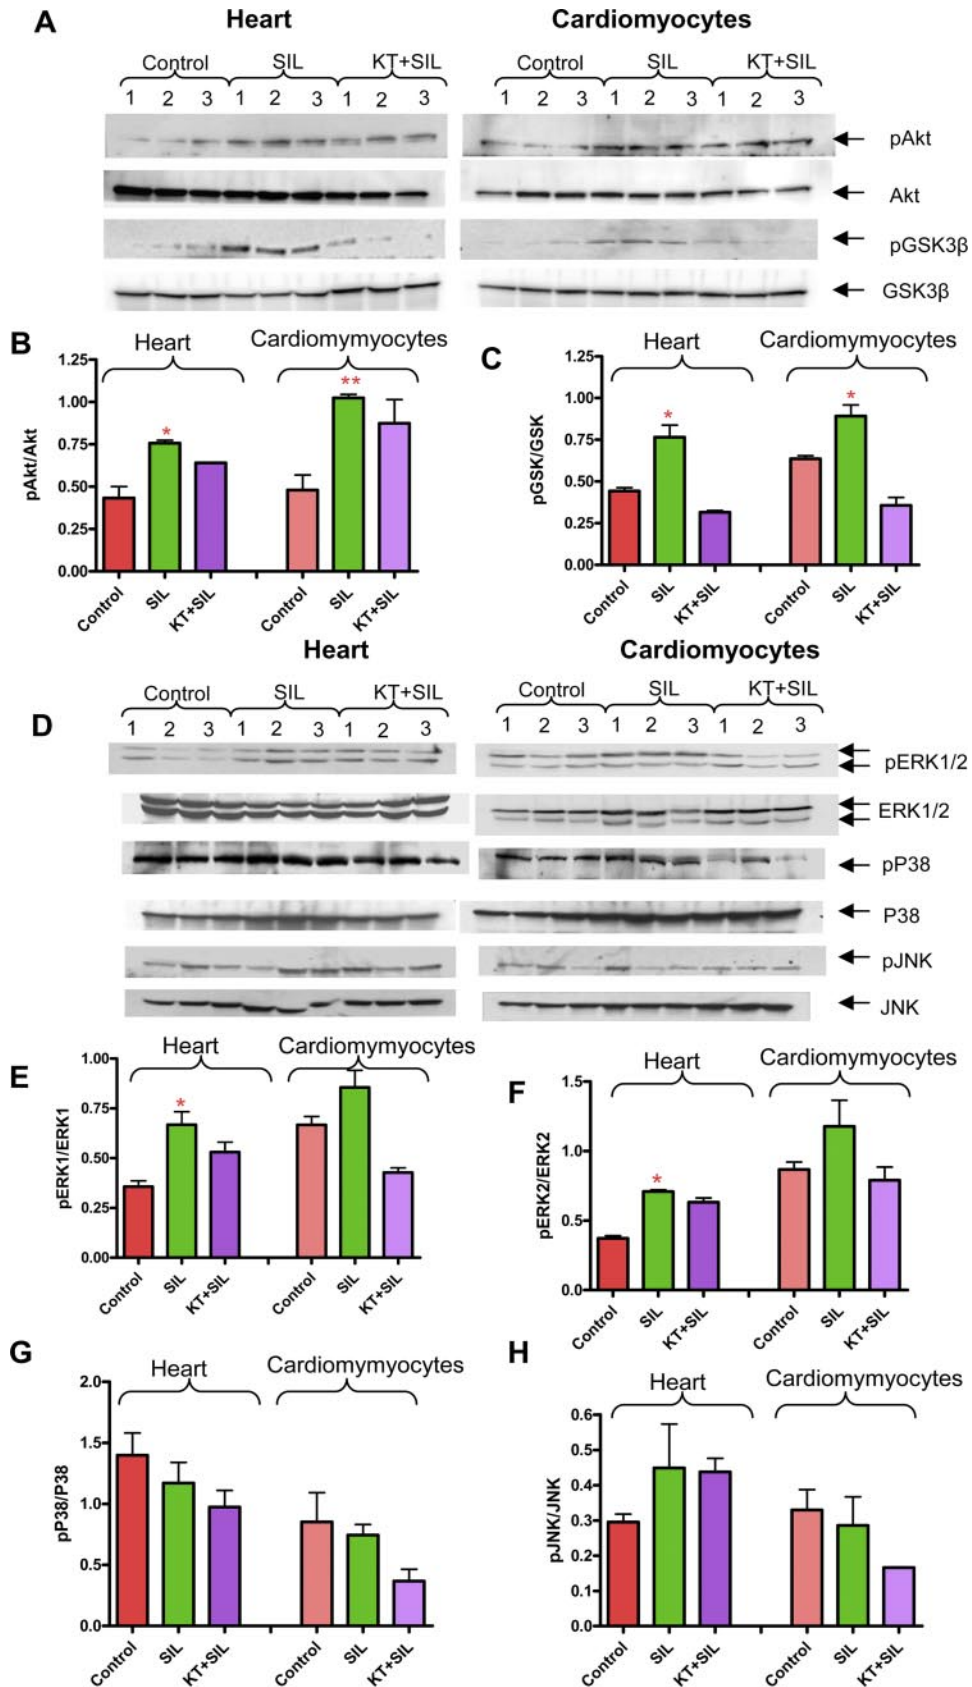 A
Heart
Cardiomyocytes
Control SIL KT+SIL
Control SIL KT+SIL
1 2 3 1 2 3 1 2 3
1 2 3 1 2 3 1 2 3
pAkt
Akt
pGSK3β
GSK3β
B
Heart
Cardiomymyocytes
pAkt/Akt
1.25
1.00
0.75
0.50
0.25
0.00
*
**
Control
SIL
KT+SIL
Control
SIL
KT+SIL
C
Heart
Cardiomymyocytes
pGSK/GSK
1.25
1.00
0.75
0.50
0.25
0.00
*
*
Control
SIL
KT+SIL
Control
SIL
KT+SIL
D
Heart
Cardiomyocytes
Control SIL KT+SIL
Control SIL KT+SIL
1 2 3 1 2 3 1 2 3
1 2 3 1 2 3 1 2 3
pERK1/2
ERK1/2
pP38
P38
pJNK
JNK
E
Heart
Cardiomymyocytes
pERK1/ERK1
1.00
0.75
0.50
0.25
0.00
*
Control
SIL
KT+SIL
Control
SIL
KT+SIL
F
Heart
Cardiomymyocytes
pERK2/ERK2
1.5
1.0
0.5
0.0
*
Control
SIL
KT+SIL
Control
SIL
KT+SIL
G
Heart
Cardiomymyocytes
pP38/P38
2.0
1.5
1.0
0.5
0.0
Control
SIL
KT+SIL
Control
SIL
KT+SIL
H
Heart
Cardiomymyocytes
pJNK/JNK
0.6
0.5
0.4
0.3
0.2
0.1
0.0
Control
SIL
KT+SIL
Control
SIL
KT+SIL